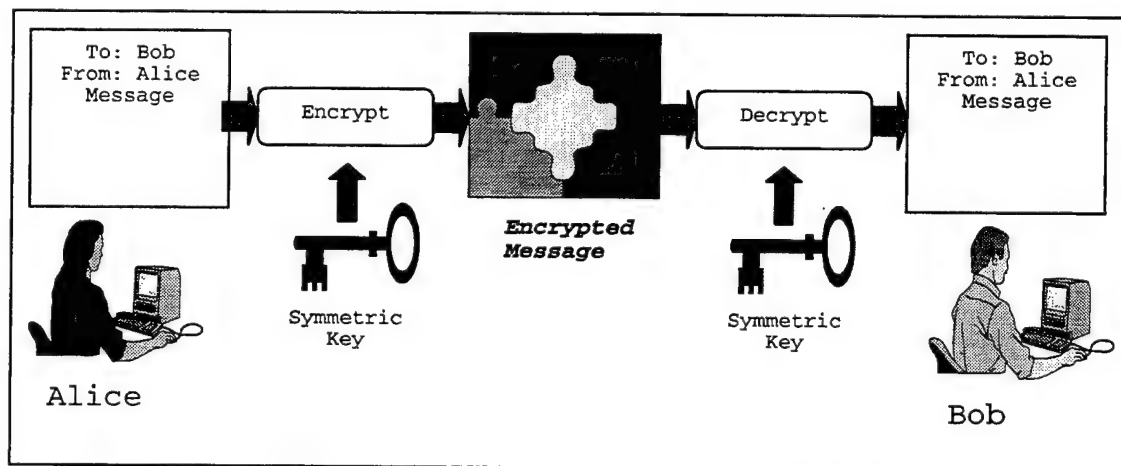 To: Bob
From: Alice
Message
Encrypt
Decrypt
To: Bob
From: Alice
Message
Encrypted
Message
Symmetric
Key
Symmetric
Key
Alice
Bob